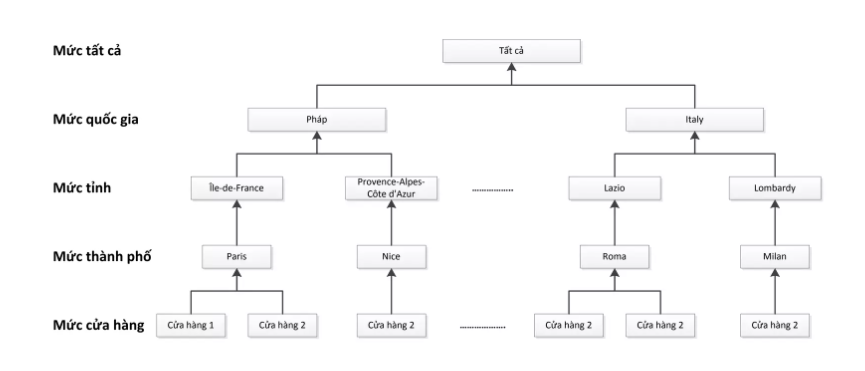 Mức tất cả
Tất cả
Mức quốc gia
Pháp
Italy
Mức tỉnh
Île-de-France
Provence-Alpes-
Côte d'Azur
................
Lazio
Lombardy
Mức thành phố
Paris
Nice
Roma
Milan
Mức cửa hàng
Cửa hàng 1
Cửa hàng 2
Cửa hàng 2
..................
Cửa hàng 2
Cửa hàng 2
Cửa hàng 2